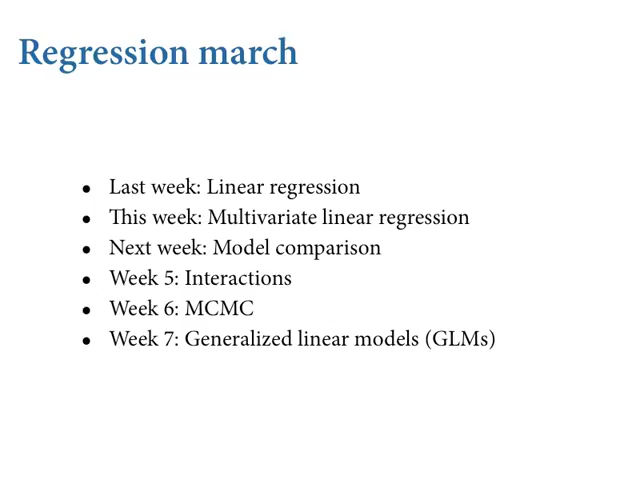 Regression march
• Last week: Linear regression
• This week: Multivariate linear regression
• Next week: Model comparison
• Week 5: Interactions
• Week 6: MCMC
• Week 7: Generalized linear models (GLMs)